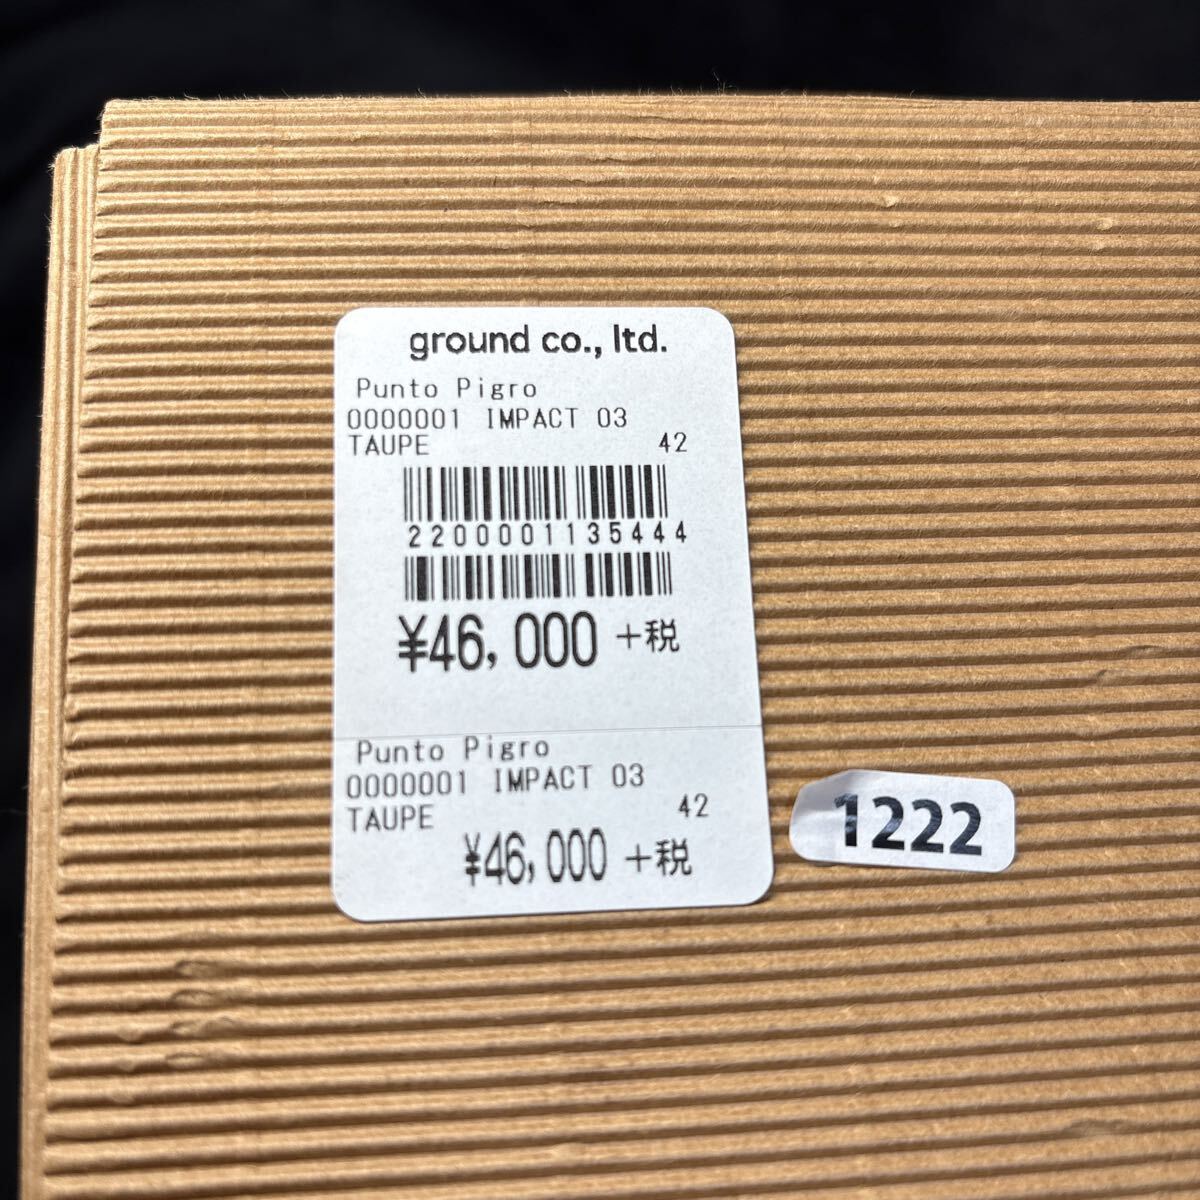 ground co., ltd.
Punto Pigro
0000001 IMPACT 03
TAUPE 42
2200001135444
¥46,000 +税
Punto Pigro
0000001 IMPACT 03
TAUPE 42
¥46,000 +税
1222